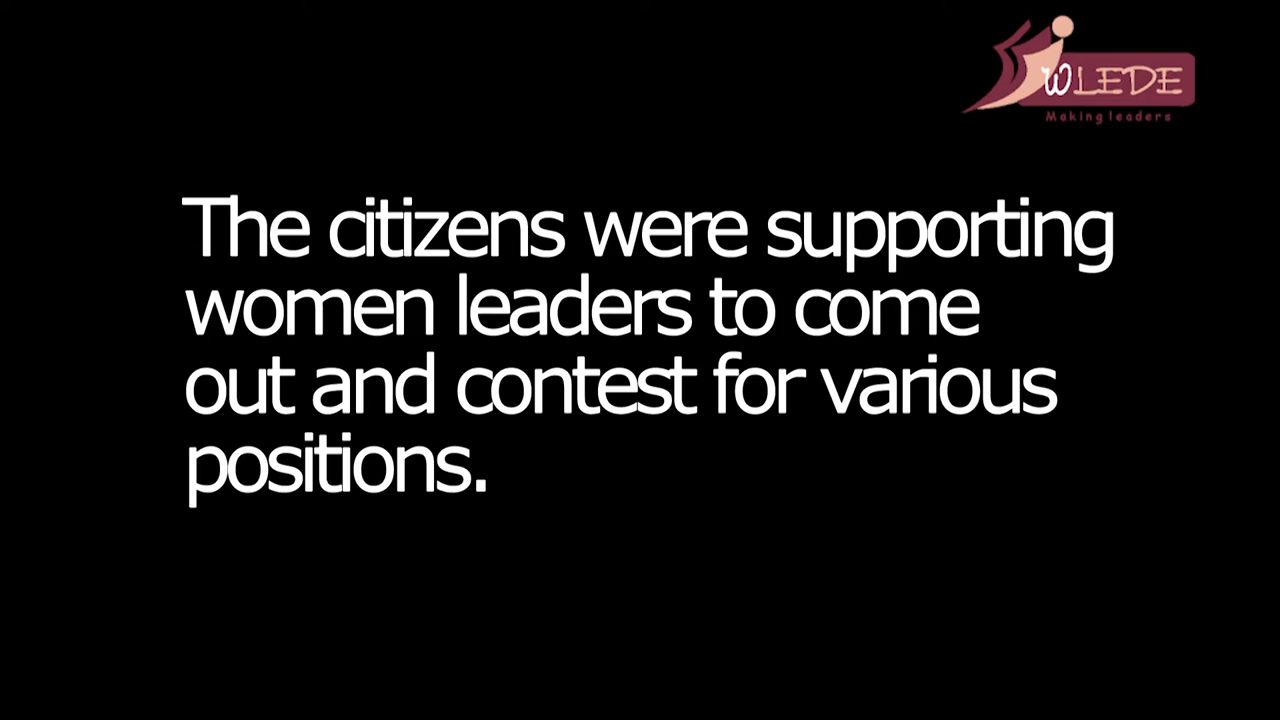 WLEDE
Making leaders
The citizens were supporting
women leaders to come
out and contest for various
positions.